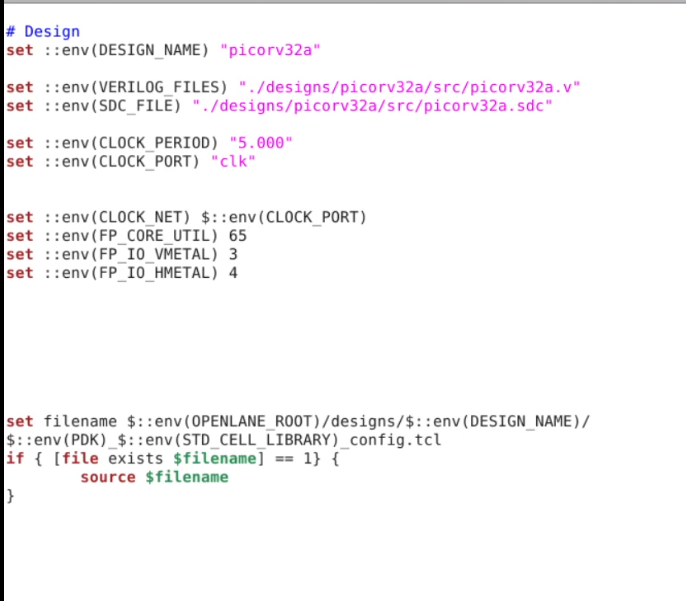 # Design
set ::env(DESIGN_NAME) "picorv32a"
set ::env(VERILOG_FILES) "./designs/picorv32a/src/picorv32a.v"
set ::env(SDC_FILE) "./designs/picorv32a/src/picorv32a.sdc"
set ::env(CLOCK_PERIOD) "5.000"
set ::env(CLOCK_PORT) "clk"
set ::env(CLOCK_NET) $::env(CLOCK_PORT)
set ::env(FP_CORE_UTIL) 65
set ::env(FP_IO_VMETAL) 3
set ::env(FP_IO_HMETAL) 4
set filename $::env(OPENLANE_ROOT)/designs/$::env(DESIGN_NAME)/
$::env(PDK)_$::env(STD_CELL_LIBRARY)_config.tcl
if { [file exists $filename] == 1} {
        source $filename
}